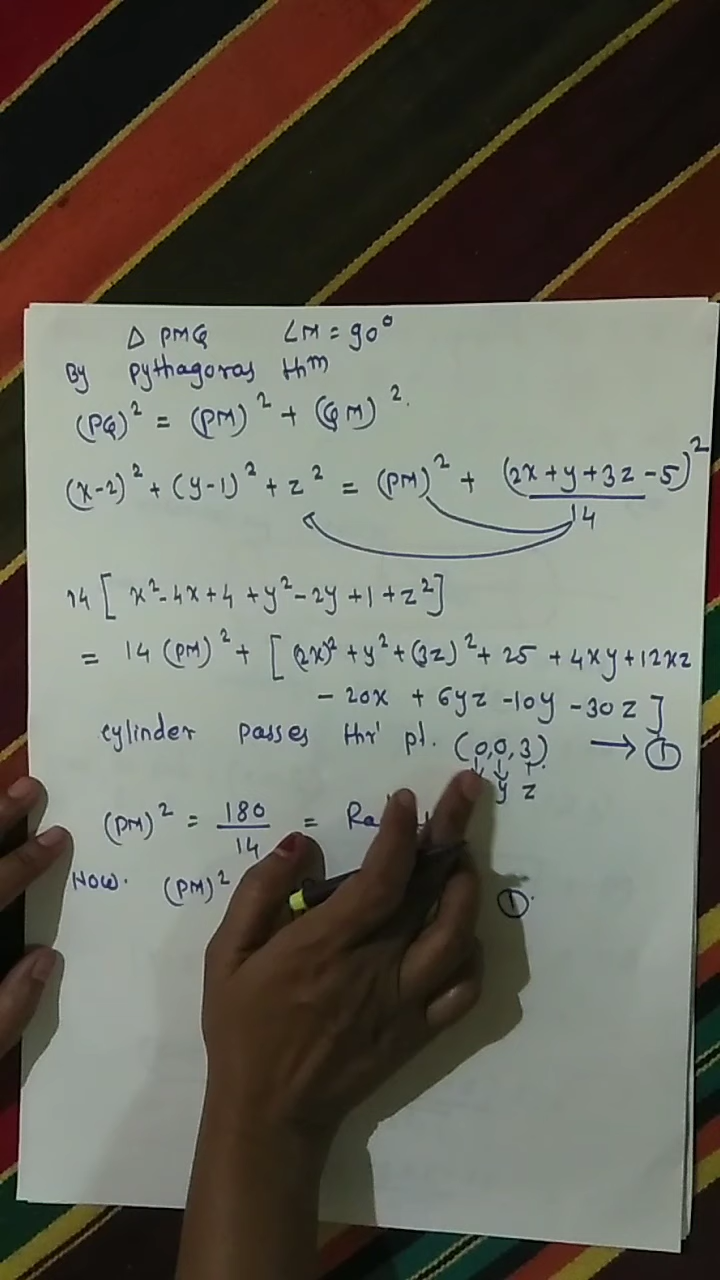 Δ PMQ ∠M = 90°
By pythagoras thm
(PQ)² = (PM)² + (QM)².
(x-2)² + (y-1)² + z² = (PM)² + (2x+y+3z-5)²/14
14 [ x²-4x+4+y²-2y+1+z²]
= 14 (PM)² + [ (2x)² + y² + (3z)² + 25 + 4xy + 12xz
- 20x + 6yz - 10y - 30z ]
cylinder passes thr' pt. (0,0,3) → ①
y z
(PM)² = 180/14 =
Now. (PM)² ①.